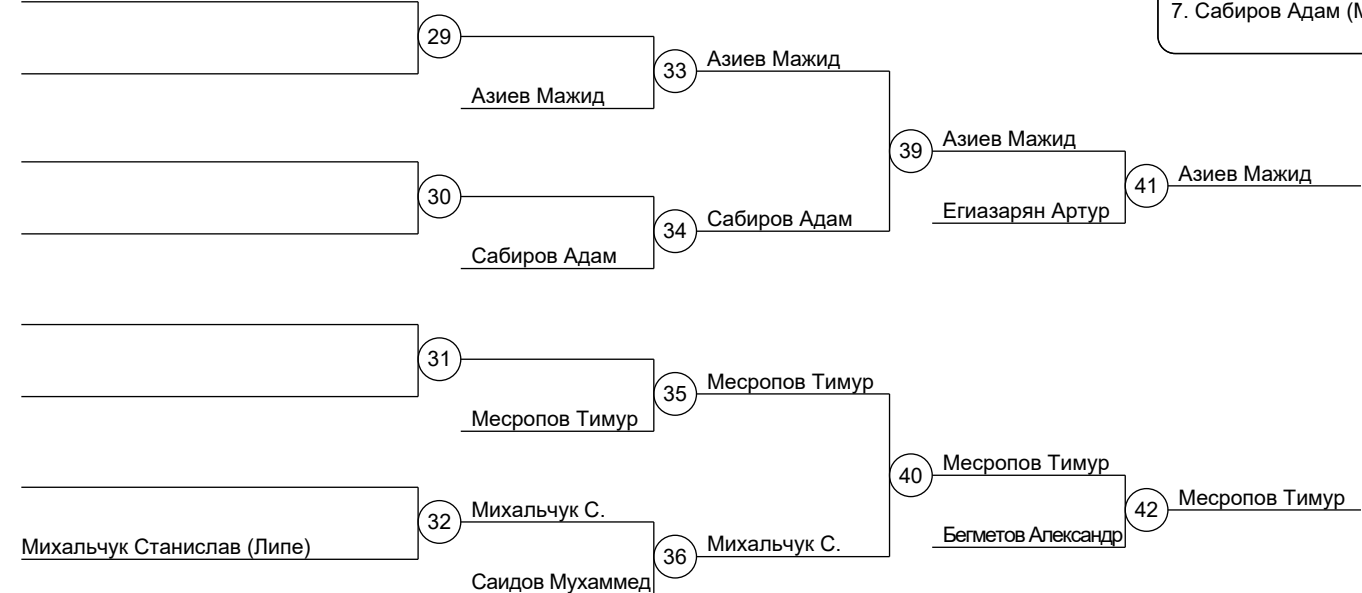 7. Сабиров Адам (М
29
33
Азиев Мажид
Азиев Мажид
39
Азиев Мажид
41
Азиев Мажид
30
34
Сабиров Адам
Егиазарян Артур
Сабиров Адам
31
35
Месропов Тимур
Месропов Тимур
40
Месропов Тимур
42
Месропов Тимур
32
Михальчук С.
Бегметов Александр
Михальчук Станислав (Липе)
36
Михальчук С.
Саидов Мухаммед